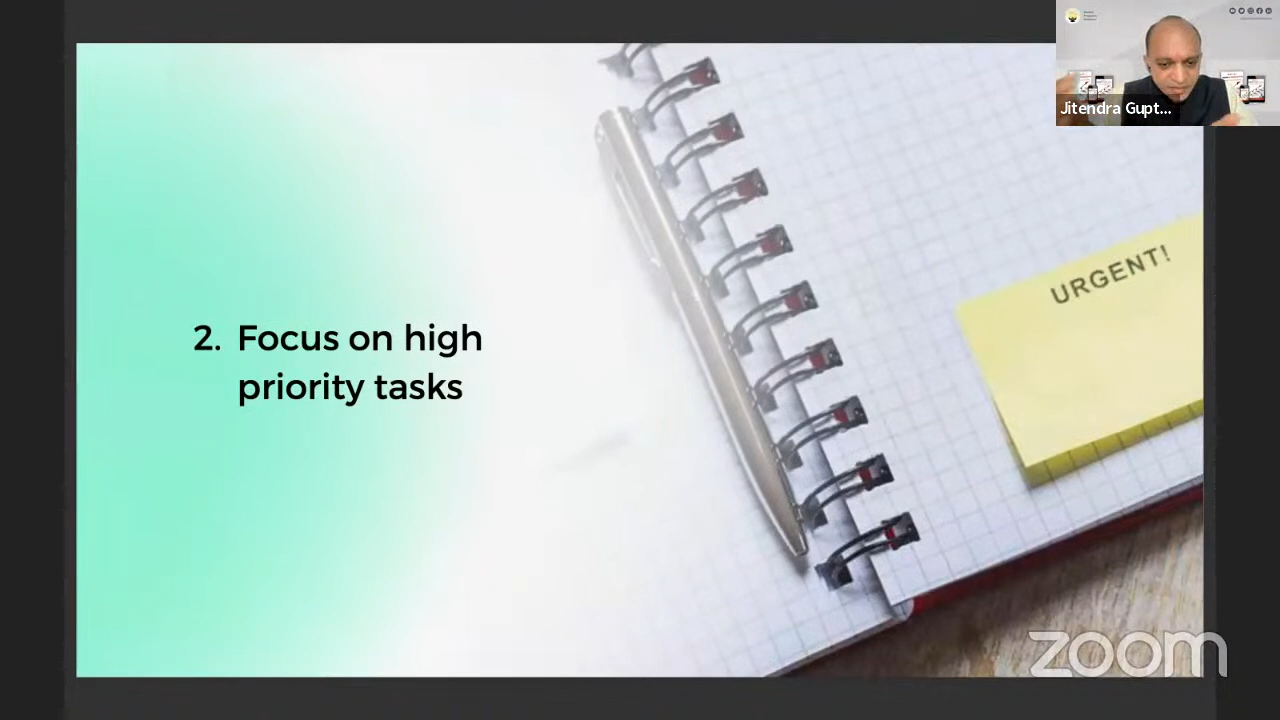 Jitendra Gupt...
2. Focus on high
priority tasks
URGENT!
zoom